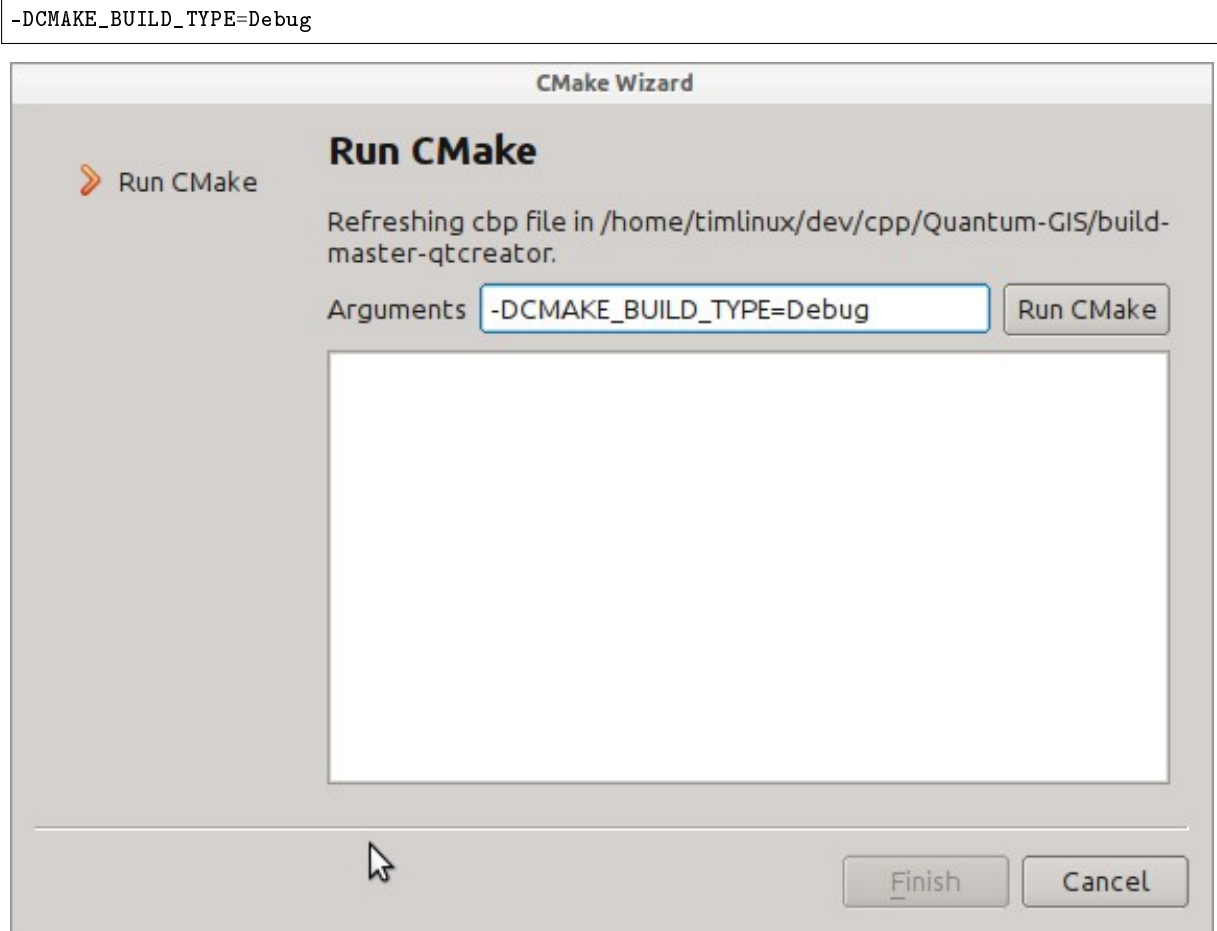 -DCMAKE_BUILD_TYPE=Debug
CMake Wizard
Run CMake
Run CMake
Refreshing cbp file in /home/timlinux/dev/cpp/Quantum-GIS/build-
master-qtcreator.
Arguments -DCMAKE_BUILD_TYPE=Debug Run CMake
Finish Cancel